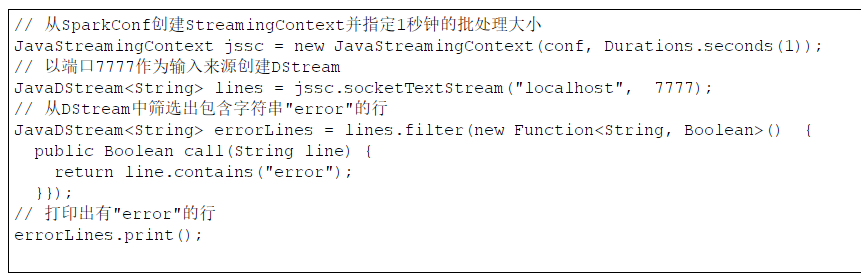 // 从SparkConf创建StreamingContext并指定1秒钟的批处理大小
JavaStreamingContext jssc = new JavaStreamingContext(conf, Durations.seconds(1));
// 以端口7777作为输入来源创建DStream
JavaDStream<String> lines = jssc.socketTextStream("localhost",  7777);
// 从DStream中筛选出包含字符串"error"的行
JavaDStream<String> errorLines = lines.filter(new Function<String, Boolean>()  {
  public Boolean call(String line) {
    return line.contains("error");
  }});
// 打印出有"error"的行
errorLines.print();